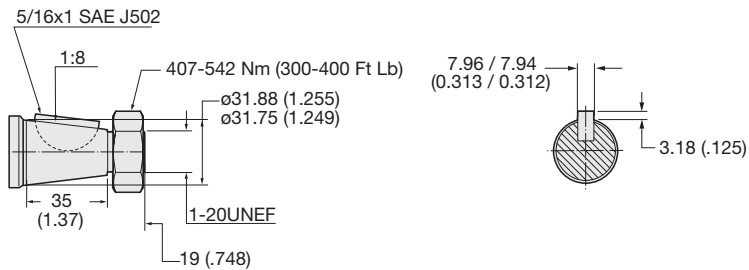 5/16x1 SAE J502
1:8
407-542 Nm (300-400 Ft Lb)
ø31.88 (1.255)
ø31.75 (1.249)
35
(1.37)
1-20UNEF
19 (.748)
7.96 / 7.94
(0.313 / 0.312)
3.18 (.125)